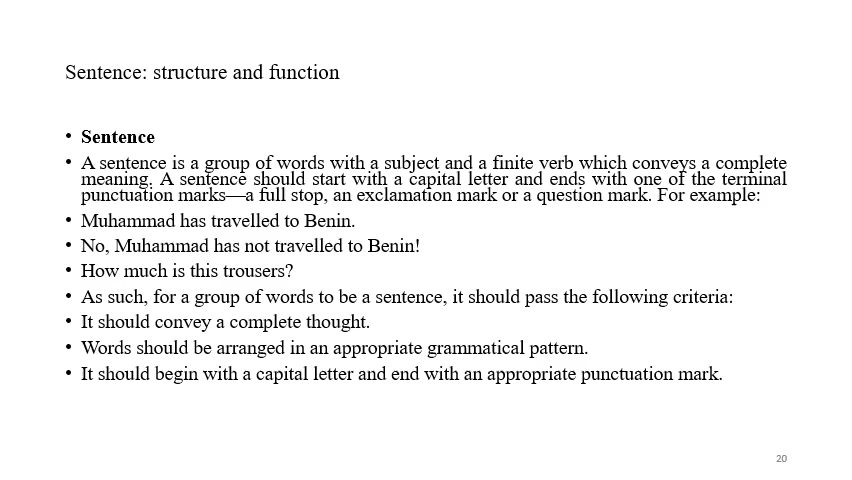 Sentence: structure and function
• Sentence
• A sentence is a group of words with a subject and a finite verb which conveys a complete
meaning. A sentence should start with a capital letter and ends with one of the terminal
punctuation marks—a full stop, an exclamation mark or a question mark. For example:
• Muhammad has travelled to Benin.
• No, Muhammad has not travelled to Benin!
• How much is this trousers?
• As such, for a group of words to be a sentence, it should pass the following criteria:
• It should convey a complete thought.
• Words should be arranged in an appropriate grammatical pattern.
• It should begin with a capital letter and end with an appropriate punctuation mark.
20